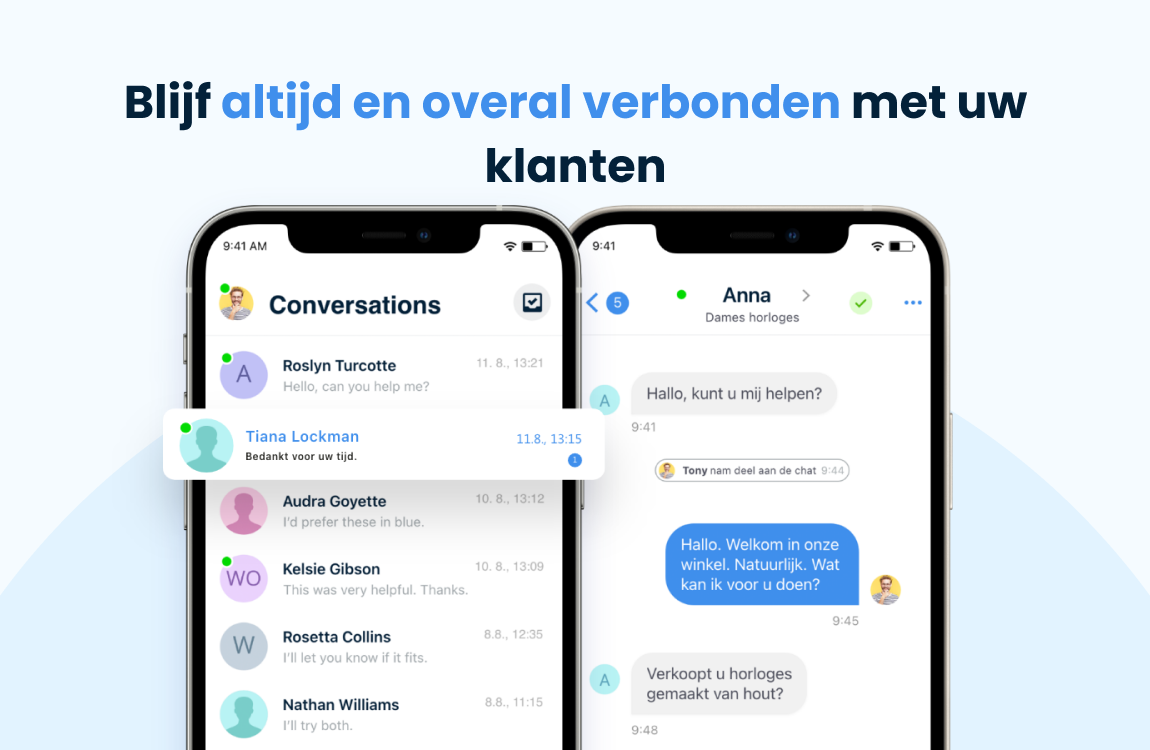 Blijf altijd en overal verbonden met uw
klanten
9:41 AM
Conversations
A
Roslyn Turcotte
11. 8., 13:21
Hello, can you help me?
Tiana Lockman
11.8., 13:15
Bedankt voor uw tijd.
1
Audra Goyette
10. 8., 13:12
I'd prefer these in blue.
WO
Kelsie Gibson
10. 8., 13:09
This was very helpful. Thanks.
W
Rosetta Collins
8.8., 12:35
I'll let you know if it fits.
Nathan Williams
8.8., 11:15
I'll try both.
9:41
5
Anna
Dames horloges
A
Hallo, kunt u mij helpen?
9:41
Tony nam deel aan de chat 9:44
Hallo. Welkom in onze
winkel. Natuurlijk. Wat
kan ik voor u doen?
9:45
A
Verkoopt u horloges
gemaakt van hout?
9:48